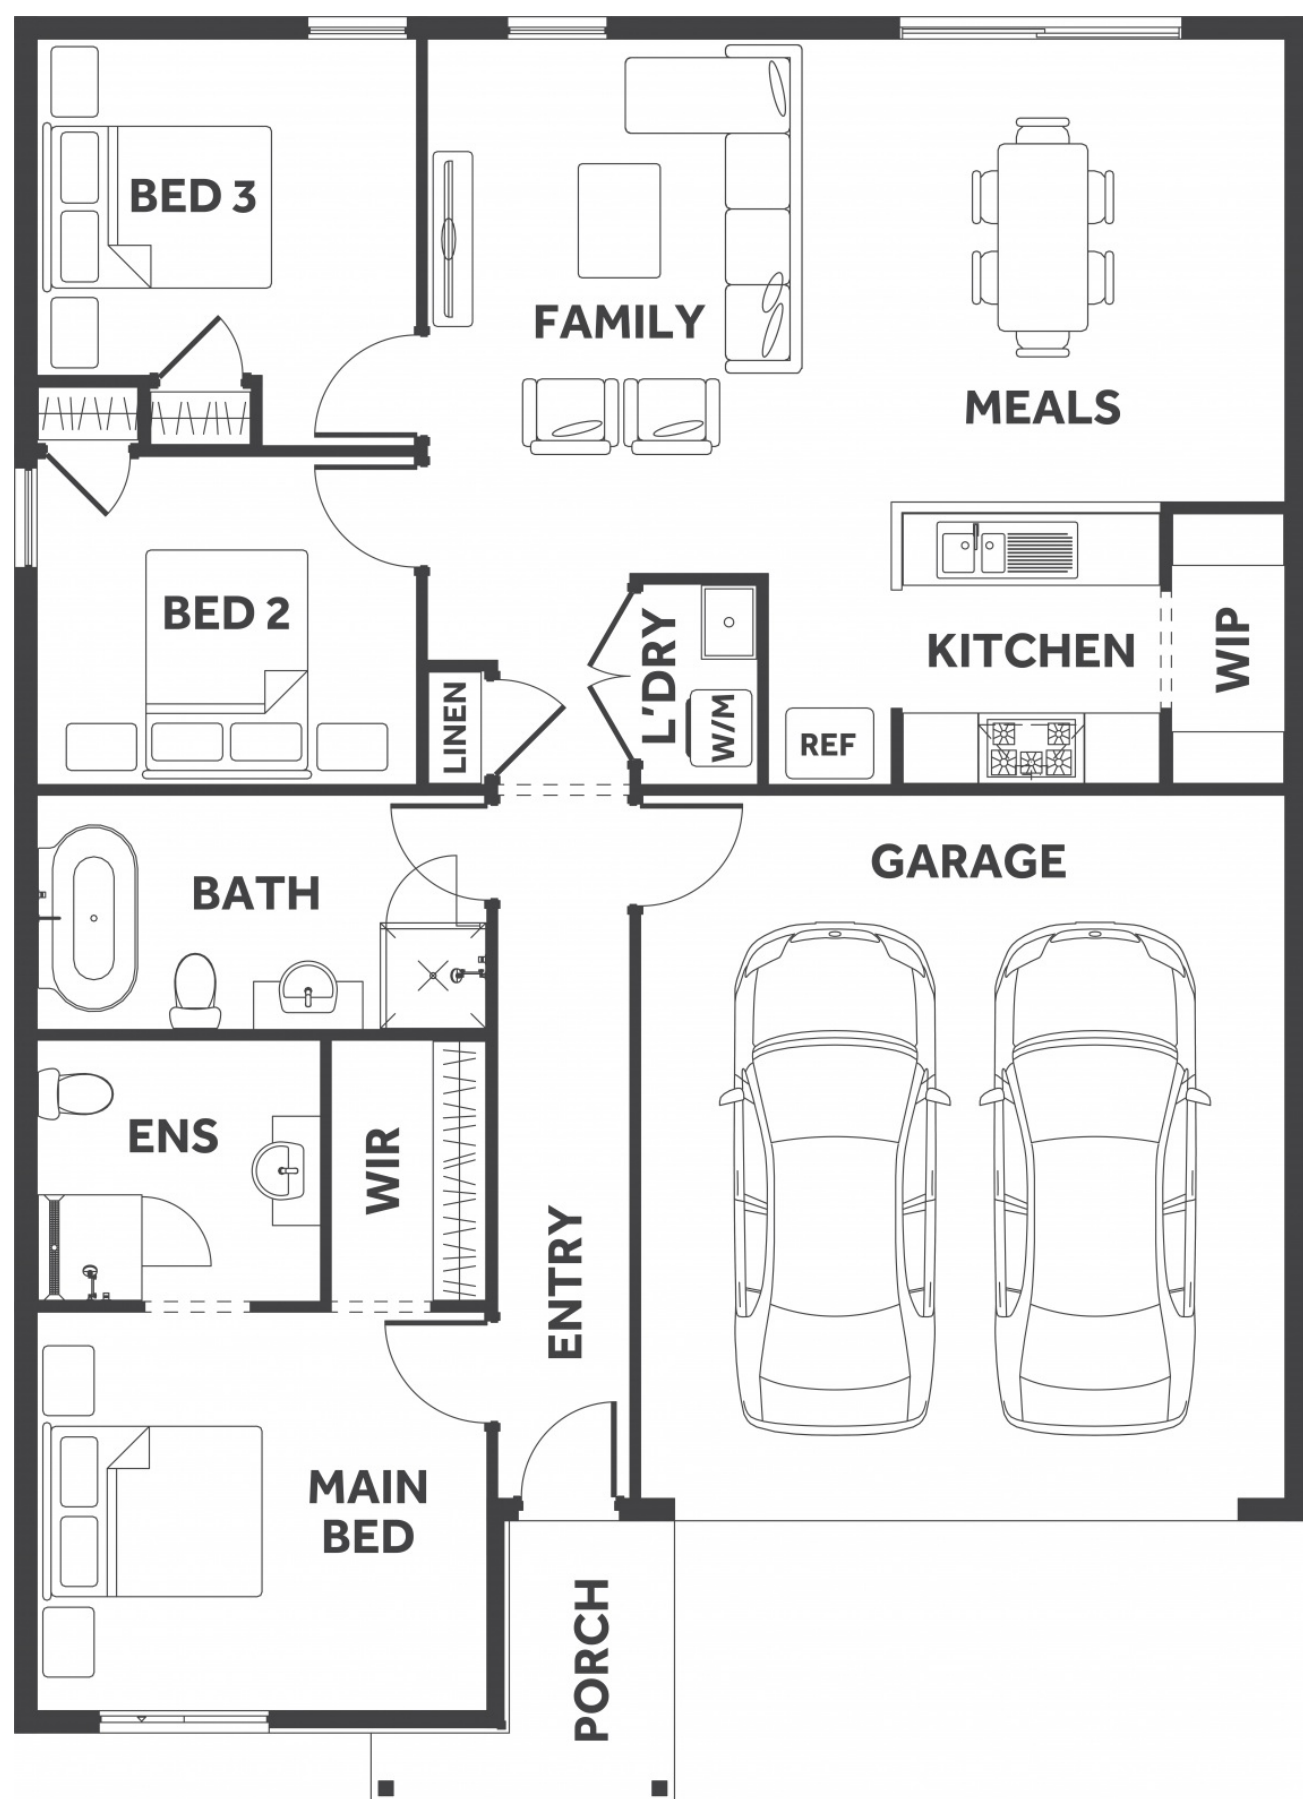 BED 3
FAMILY
MEALS
BED 2
LINEN
L'DRY
W/M
REF
KITCHEN
WIP
BATH
GARAGE
ENS
WIR
ENTRY
MAIN
BED
PORCH